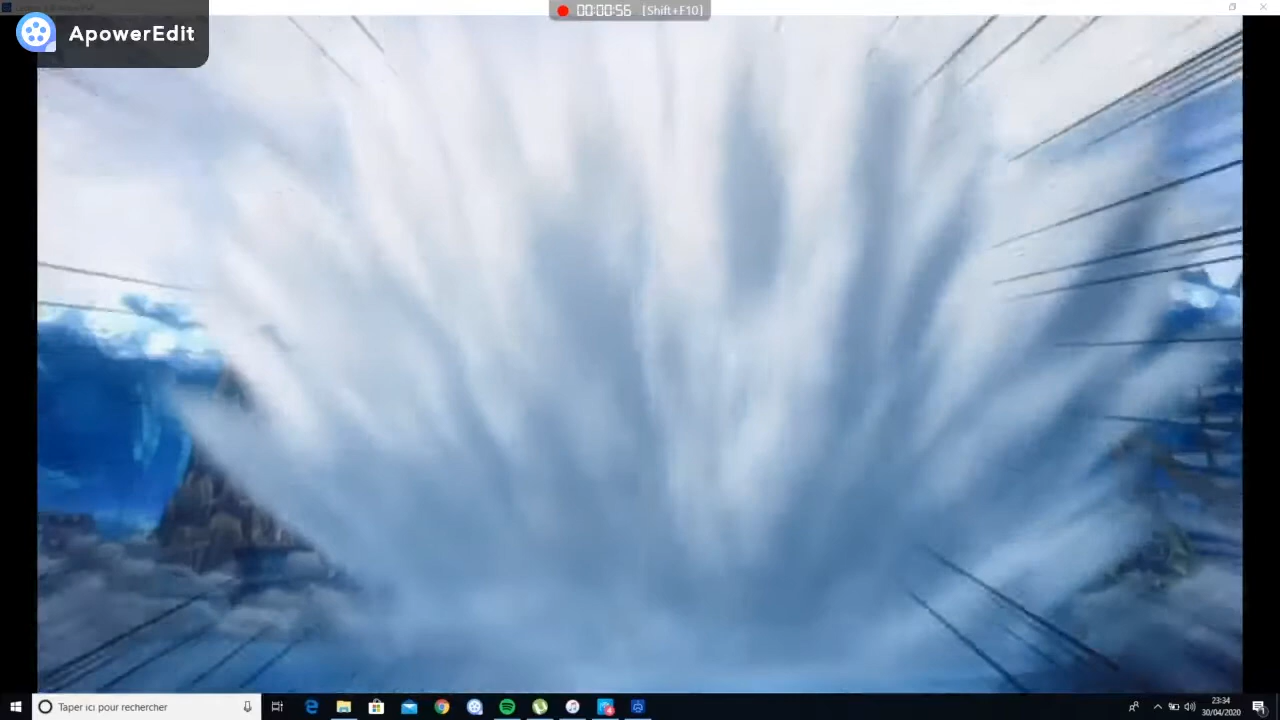 ApowerEdit
00:00:56 [Shift+F10]
Taper ici pour rechercher
23:34
30/04/2020